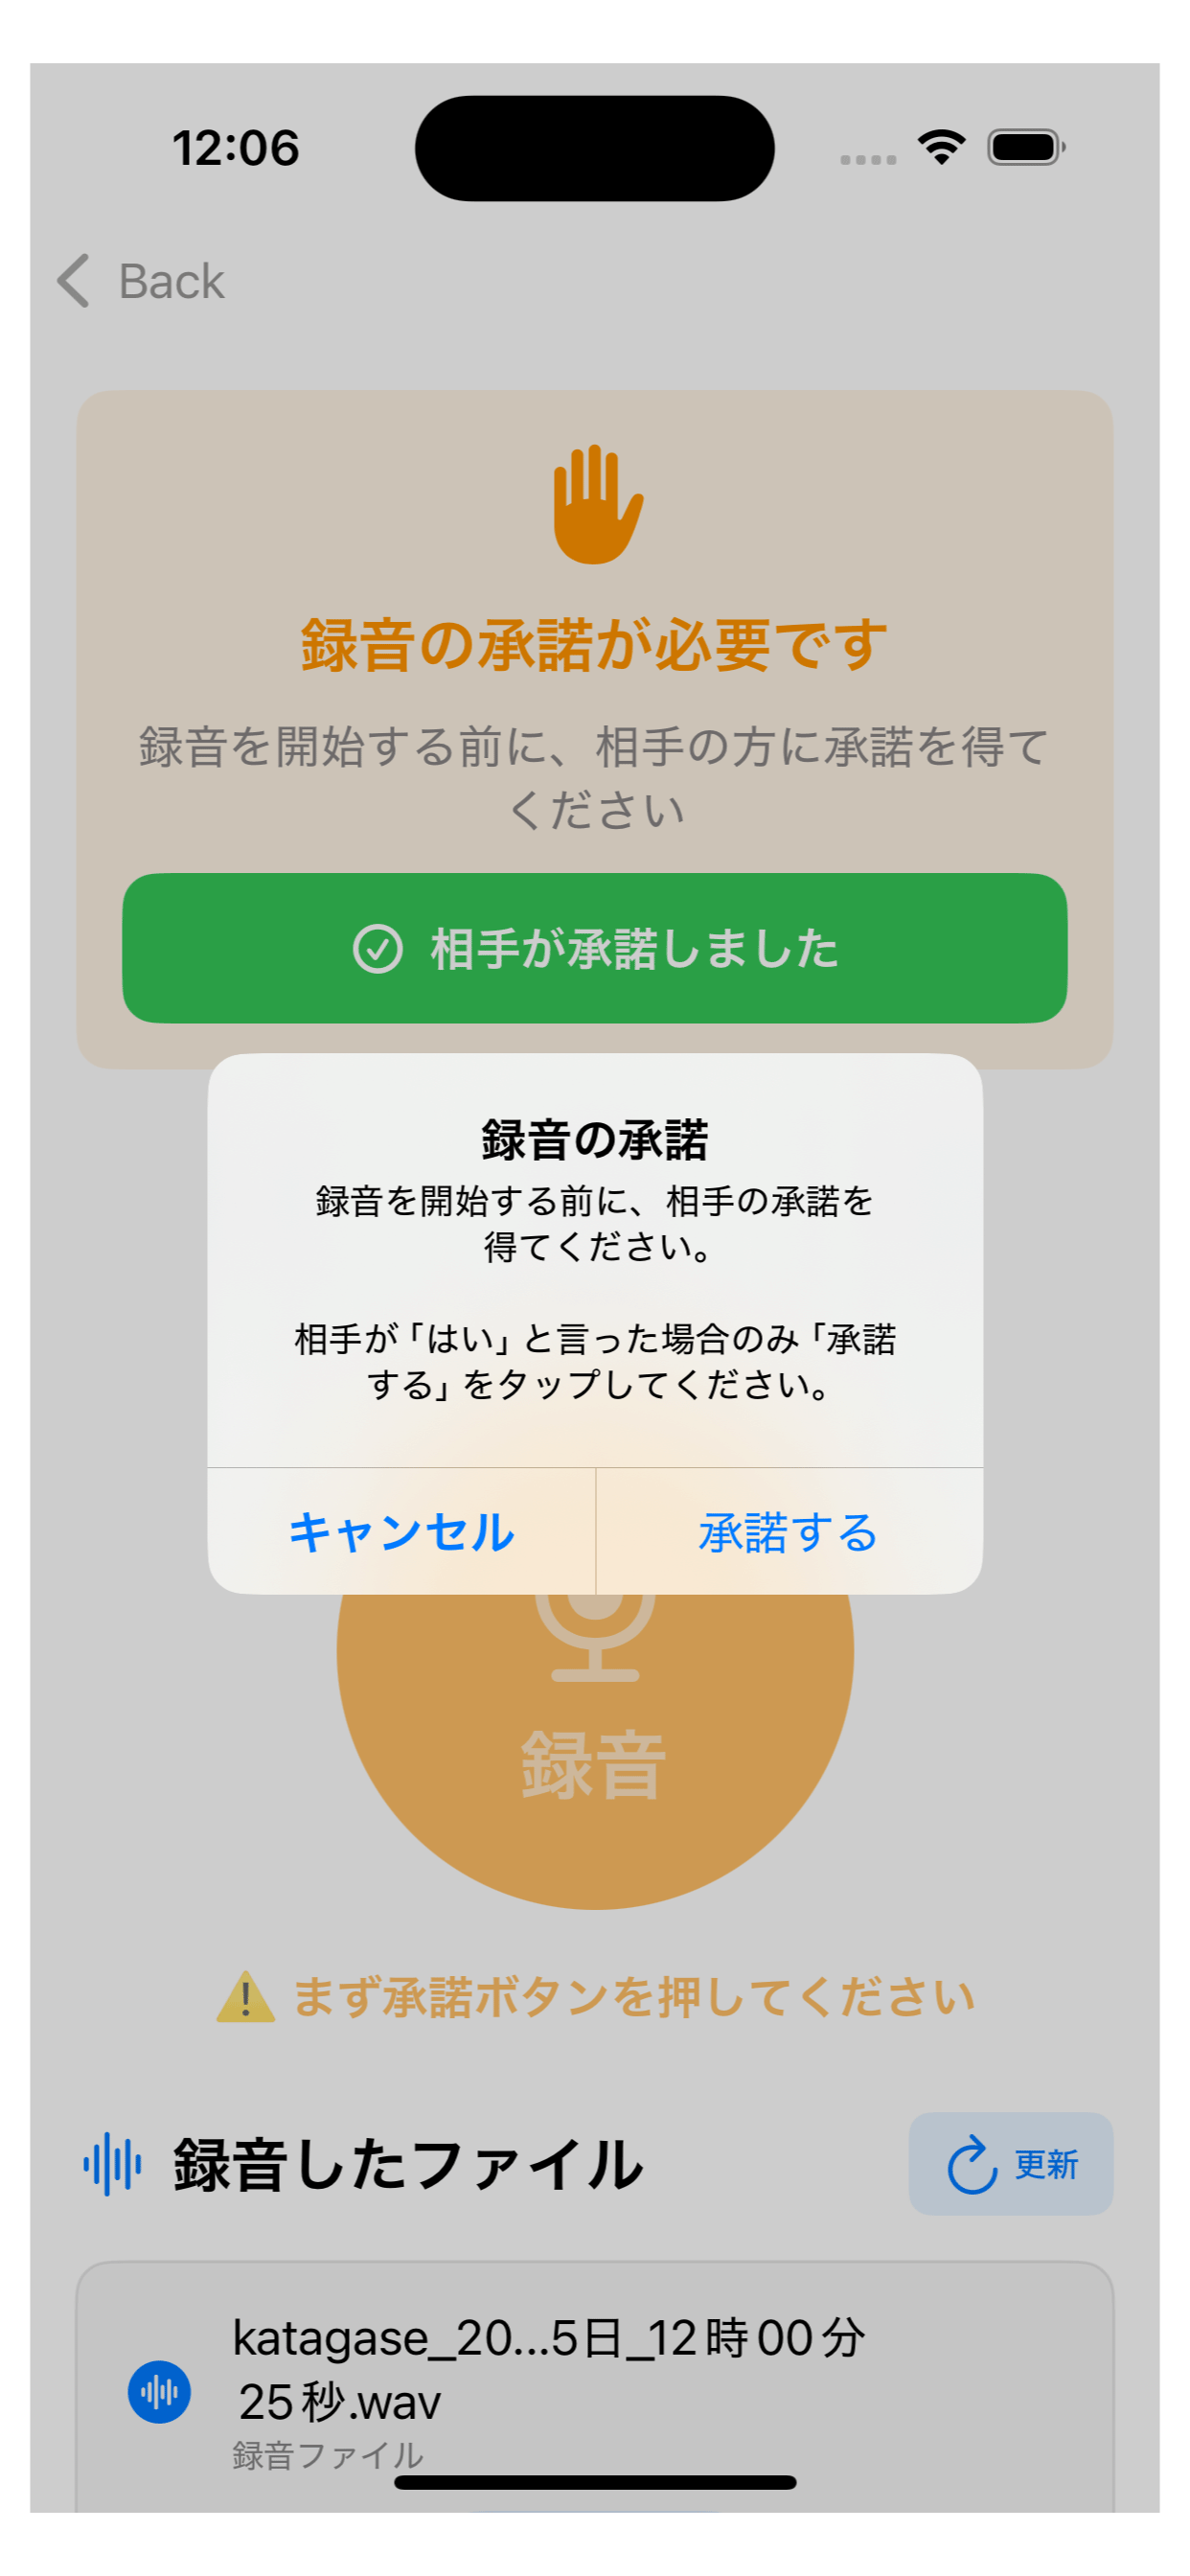 12:06
Back
録音の承諾が必要です
録音を開始する前に、相手の方に承諾を得て
ください
相手が承諾しました
録音の承諾
録音を開始する前に、相手の承諾を
得てください。
相手が「はい」と言った場合のみ「承諾
する」をタップしてください。
キャンセル
承諾する
録音
まず承諾ボタンを押してください
録音したファイル
更新
katagase_20...5日_12時00分
25秒.wav
録音ファイル